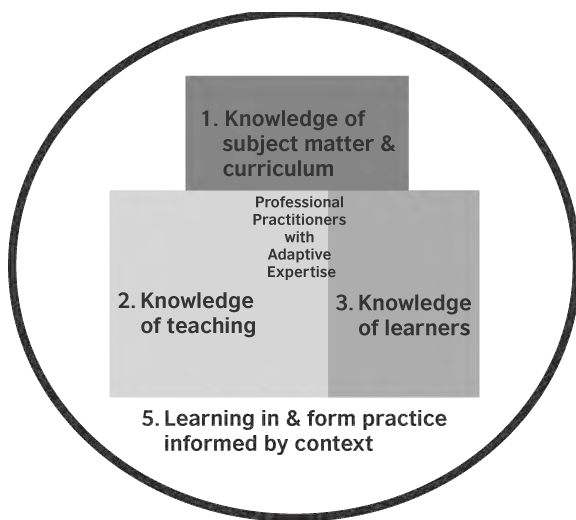 1. Knowledge of
subject matter &
curriculum
Professional
Practitioners
with
Adaptive
Expertise
2. Knowledge
of teaching
3. Knowledge
of learners
5. Learning in & form practice
informed by context